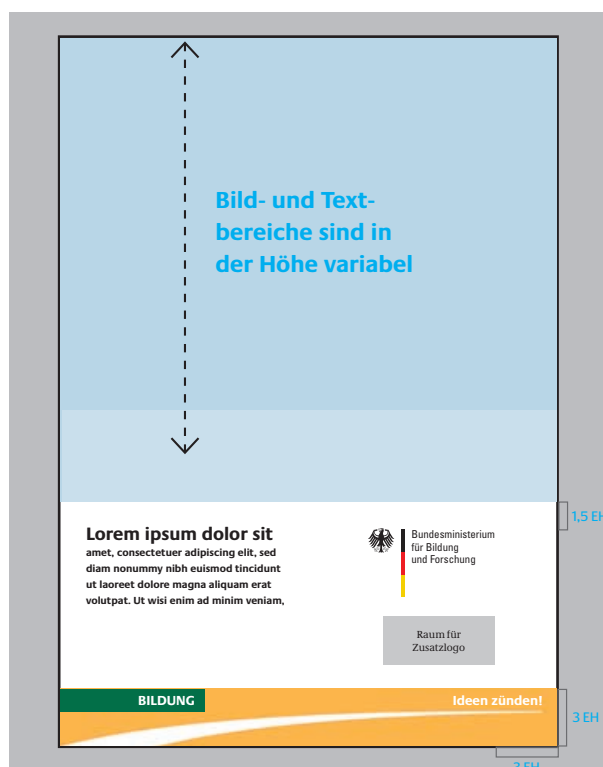 Bild- und Text-
bereiche sind in
der Höhe variabel
1,5 EH
Lorem ipsum dolor sit
amet, consectetuer adipiscing elit, sed
diam nonummy nibh euismod tincidunt
ut laoreet dolore magna aliquam erat
volutpat. Ut wisi enim ad minim veniam,
Bundesministerium
für Bildung
und Forschung
Raum für
Zusatzlogo
BILDUNG
Ideen zünden!
3 EH
3 EH